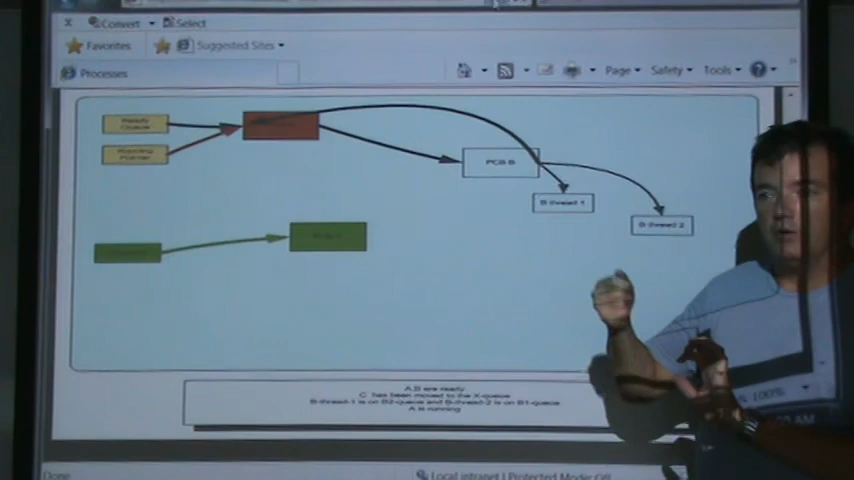 X Convert Select
Favorites Suggested Sites
Processes
Page Safety Tools
Ready
Queue
Running
Pointer
PCB B
B-thread 1
B-thread 2
A,B are ready
C has been moved to the X-queue
B-thread-1 is on B2-queue and B-thread-2 is on B1-queue
A is running
100%
AM
Done
Local intranet | Protected Mode: Off